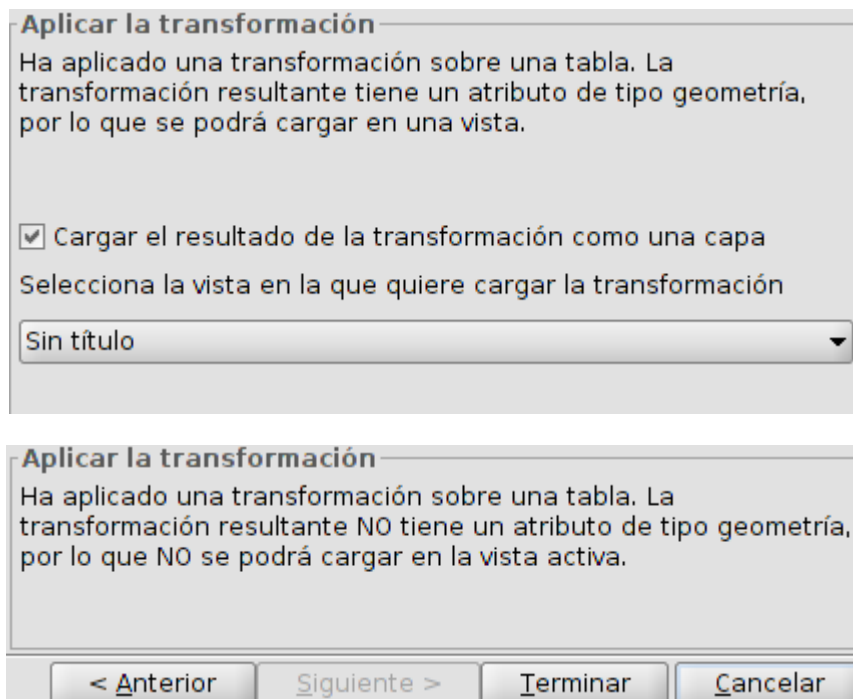 Aplicar la transformación
Ha aplicado una transformación sobre una tabla. La
transformación resultante tiene un atributo de tipo geometría,
por lo que se podrá cargar en una vista.
Cargar el resultado de la transformación como una capa
Selecciona la vista en la que quiere cargar la transformación
Sin título
Aplicar la transformación
Ha aplicado una transformación sobre una tabla. La
transformación resultante NO tiene un atributo de tipo geometría,
por lo que NO se podrá cargar en la vista activa.
< Anterior Siguiente > Terminar Cancelar